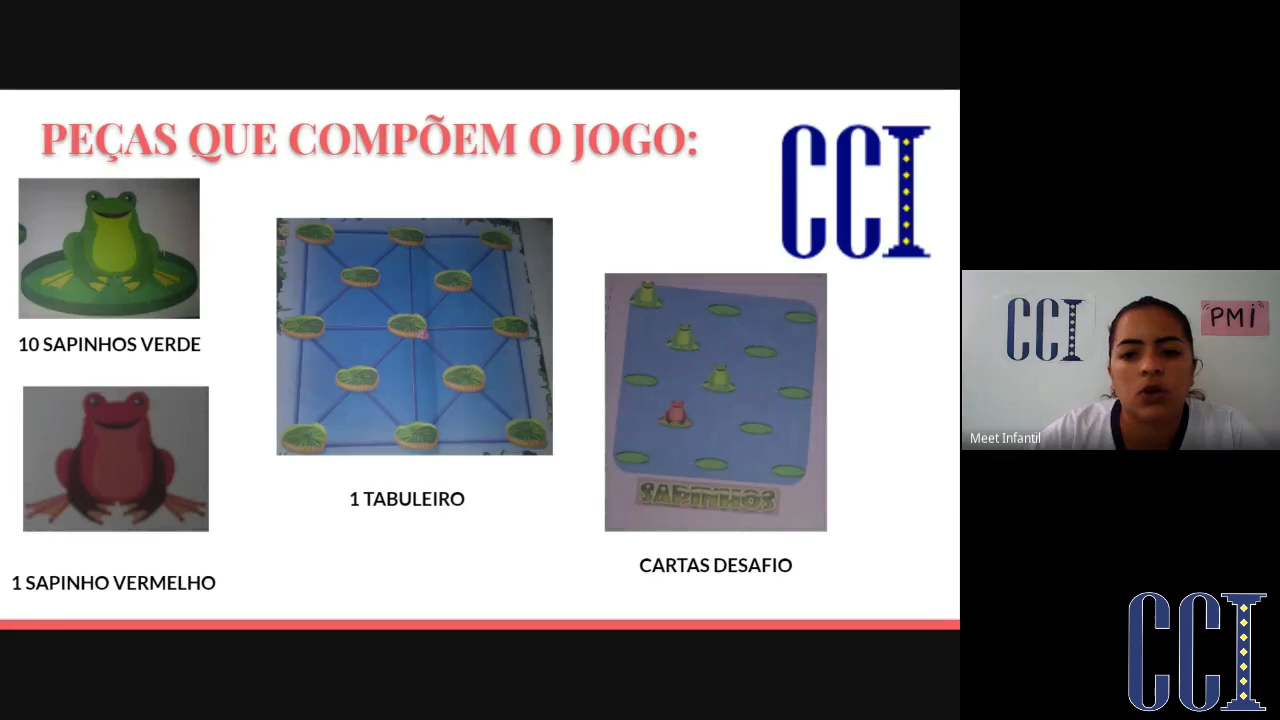 PEÇAS QUE COMPÕEM O JOGO:
CCI
10 SAPINHOS VERDE
1 SAPINHO VERMELHO
1 TABULEIRO
SAPINHOS
CARTAS DESAFIO
CCI
PMI
Meet Infantil
CCI